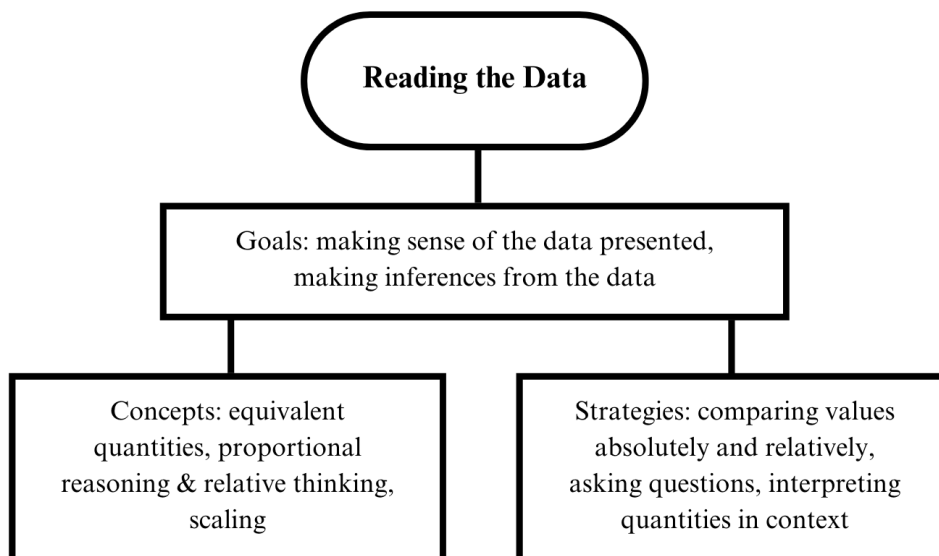 Reading the Data
Goals: making sense of the data presented,
making inferences from the data
Concepts: equivalent
quantities, proportional
reasoning & relative thinking,
scaling
Strategies: comparing values
absolutely and relatively,
asking questions, interpreting
quantities in context